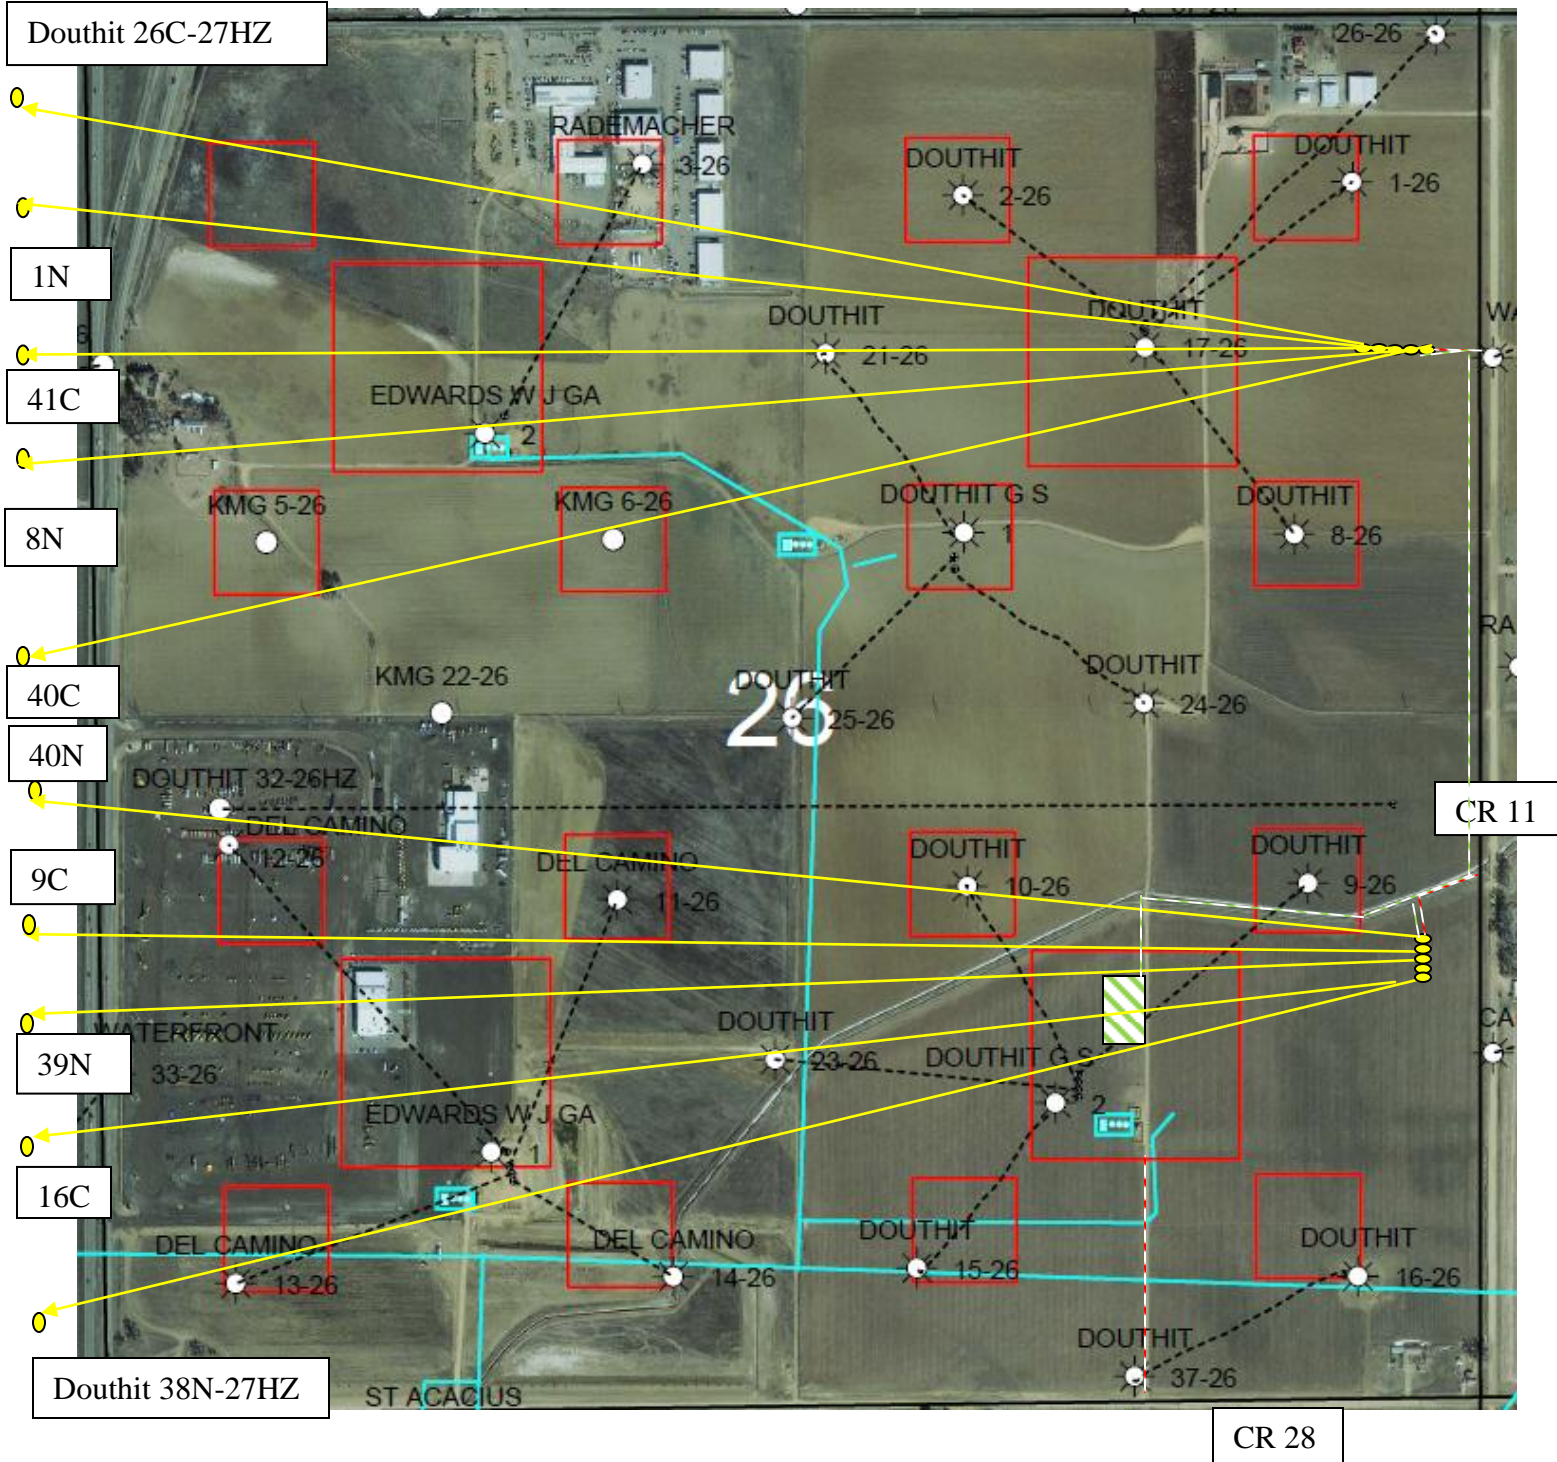 Douthit 26C-27HZ
26-26
RADEMACHER
3-26
DOUTHIT
2-26
DOUTHIT
1-26
1N
DOUTHIT
21-26
DOUTHIT
17-26
41C
EDWARDS W J GA
2
8N
KMG 5-26
KMG 6-26
DOUTHIT G S
1
DOUTHIT
8-26
RA
40C
KMG 22-26
DOUTHIT
25-26
26
DOUTHIT
24-26
40N
DOUTHIT 32-26HZ
DEL CAMINO
12-26
CR 11
9C
DEL CAMINO
11-26
DOUTHIT
10-26
DOUTHIT
9-26
39N
WATERFRONT
33-26
DOUTHIT
23-26
DOUTHIT G S
2
CA
EDWARDS W J GA
1
16C
DEL CAMINO
13-26
DEL CAMINO
14-26
DOUTHIT
15-26
DOUTHIT
16-26
DOUTHIT
37-26
Douthit 38N-27HZ
ST ACACIUS
CR 28